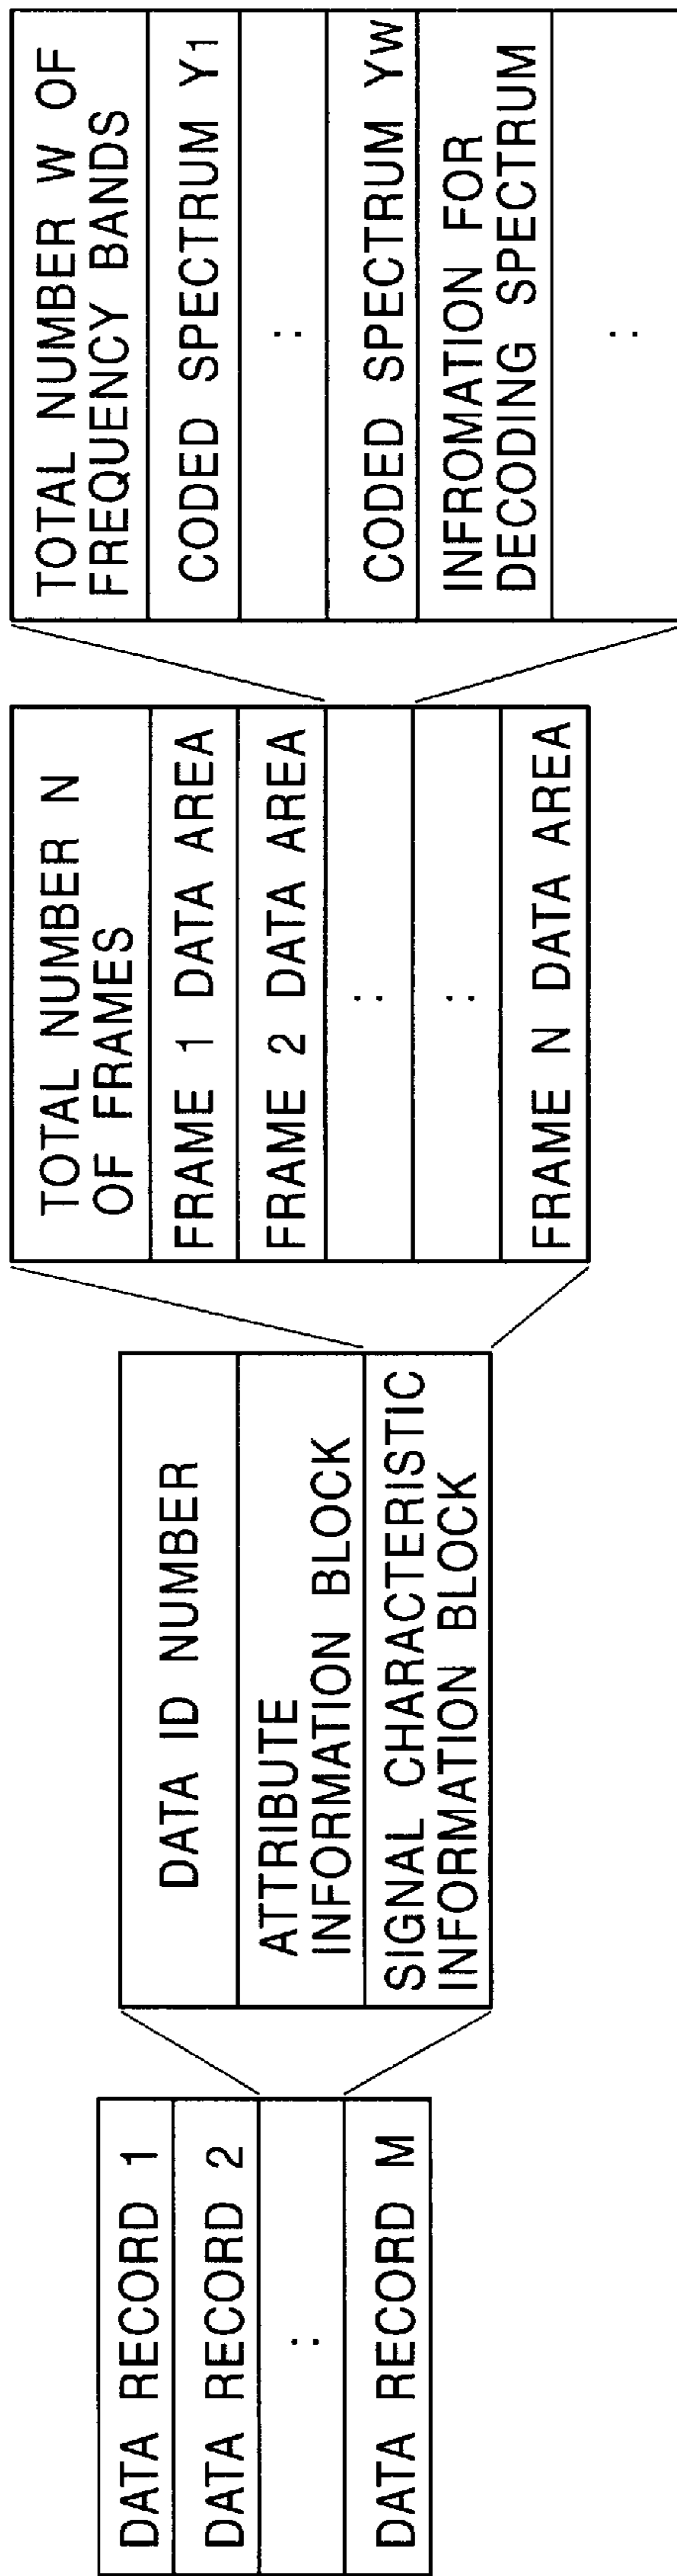 DATA RECORD 1
DATA RECORD 2
:
DATA RECORD M
DATA ID NUMBER
ATTRIBUTE
INFORMATION BLOCK
SIGNAL CHARACTERISTIC
INFORMATION BLOCK
TOTAL NUMBER N
OF FRAMES
FRAME 1 DATA AREA
FRAME 2 DATA AREA
:
:
FRAME N DATA AREA
TOTAL NUMBER W OF
FREQUENCY BANDS
CODED SPECTRUM Y1
:
CODED SPECTRUM YW
INFROMATION FOR
DECODING SPECTRUM
: